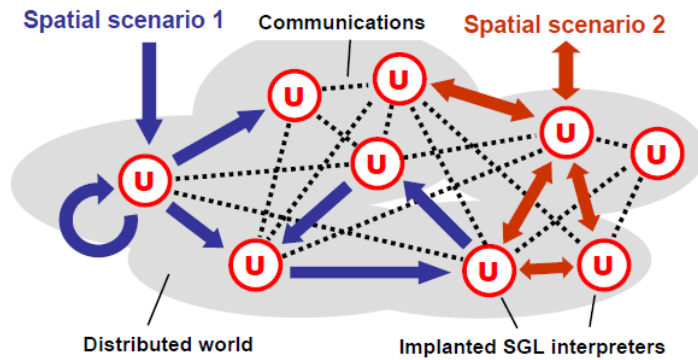 Spatial scenario 1
Communications
Spatial scenario 2
U
U
U
U
U
U
U
U
U
Distributed world
Implanted SGL interpreters